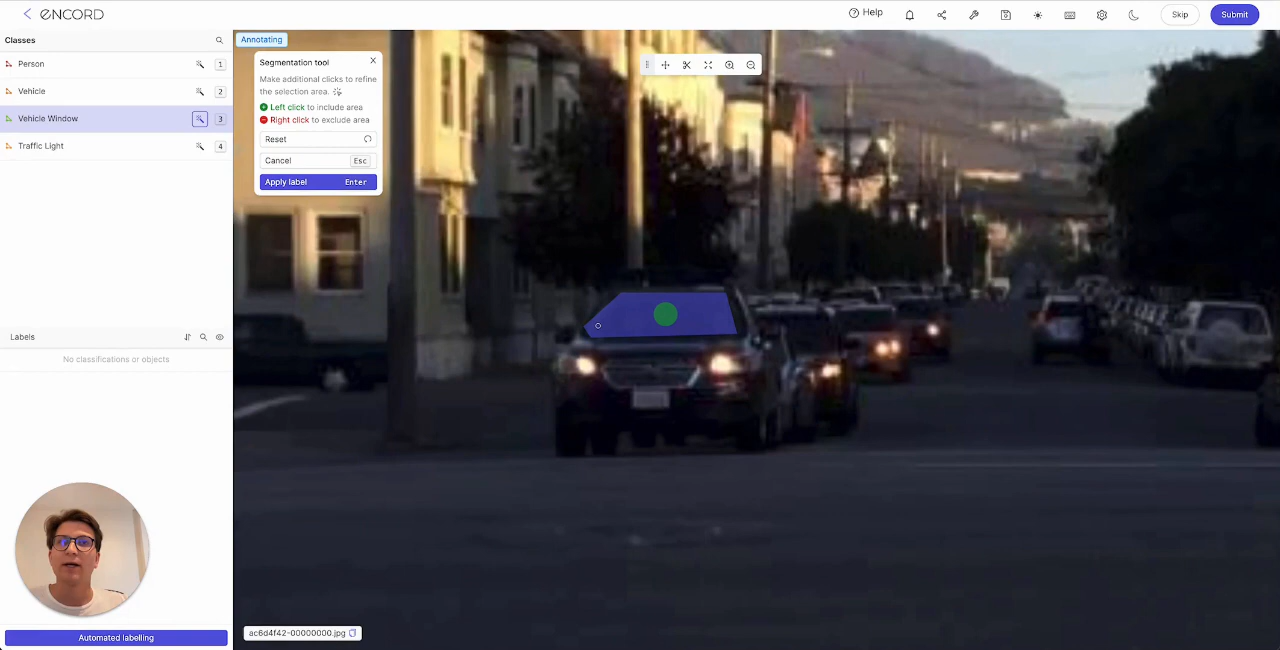 ENCORD
Help
Skip
Submit
Classes
Person
1
Vehicle
2
Vehicle Window
3
Traffic Light
4
Annotating
Segmentation tool
Make additional clicks to refine
the selection area.
Left click to include area
Right click to exclude area
Reset
Cancel Esc
Apply label Enter
Labels
No classifications or objects
Automated labelling
ac6d4f42-00000000.jpg